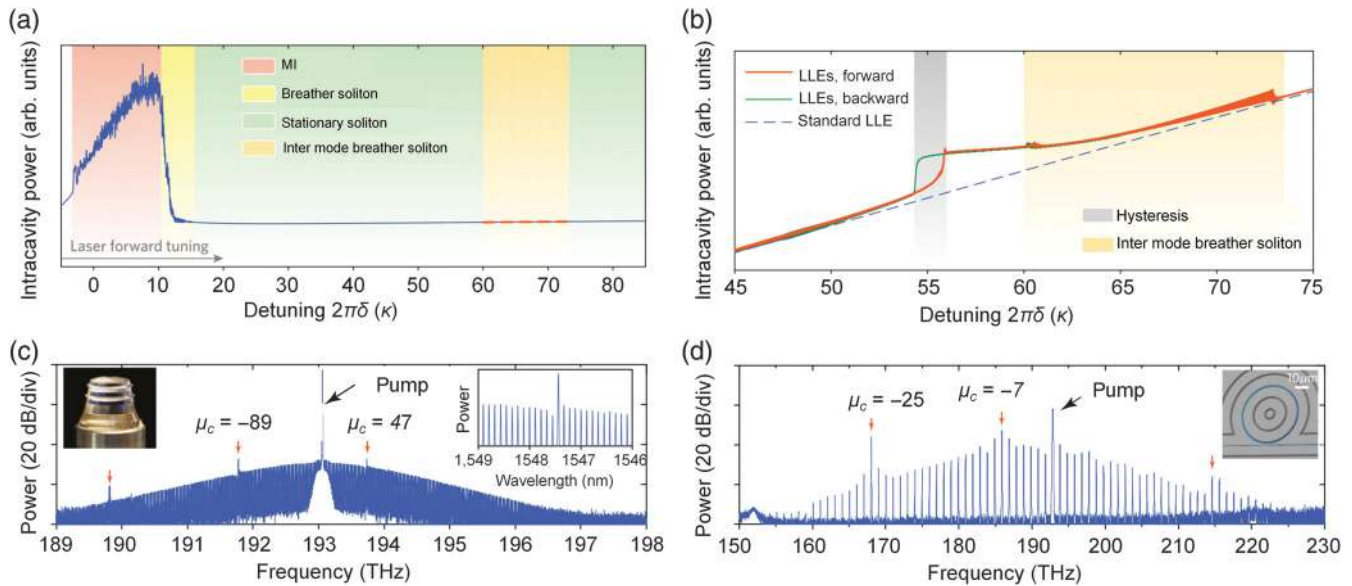 (a)
Intracavity power (arb. units)
MI
Breather soliton
Stationary soliton
Inter mode breather soliton
Laser forward tuning
0 10 20 30 40 50 60 70 80
Detuning 2πδ (κ)
(b)
Intracavity power (arb. units)
LLEs, forward
LLEs, backward
Standard LLE
Hysteresis
Inter mode breather soliton
45 50 55 60 65 70 75
Detuning 2πδ (κ)
(c)
Power (20 dB/div)
μc = −89
Pump
μc = 47
Power
1,549 1548 1547 1546
Wavelength (nm)
189 190 191 192 193 194 195 196 197 198
Frequency (THz)
(d)
Power (20 dB/div)
μc = −25
μc = −7
Pump
10μm
150 160 170 180 190 200 210 220 230
Frequency (THz)